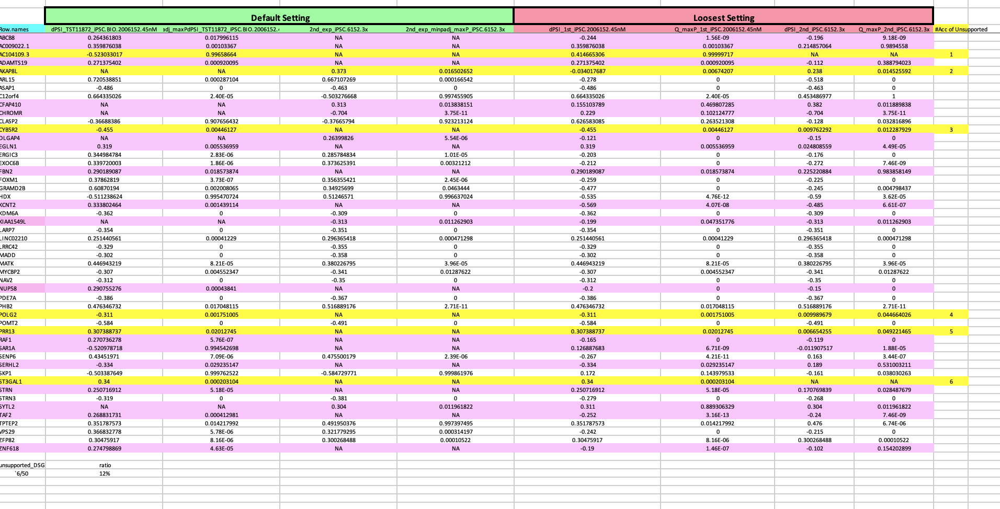 Default Setting Loosest Setting
Row.names dPSI_TST11872_iPSC.BIO.2006152.45nM adj_maxPdPSI_TST11872_iPSC.BIO.2006152. 2nd_exp_iPSC.6152.3x 2nd_exp_minpadj_maxP_iPSC.6152.3x dPSI_1st_iPSC.2006152.45nM Q_maxP_1st_iPSC.2006152.45nM dPSI_2nd_iPSC.6152.3x Q_maxP_2nd_iPSC.6152.3x #Acc of Unsupported
ABCB8 0.264361803 0.017996115 NA NA -0.244 1.56E-09 -0.196 9.18E-09
AC009022.1 0.359876038 0.00103367 NA NA 0.359876038 0.00103367 0.214857064 0.9894558
AC104109.3 -0.523033017 0.99658664 NA NA 0.414665306 0.99999717 NA NA 1
ADAMTS19 0.271375402 0.000920095 NA NA 0.271375402 0.000920095 -0.112 0.388794023
AKAP8L NA NA 0.373 0.016502652 -0.034017687 0.00674207 0.238 0.014525592 2
ARL15 0.720538851 0.000287104 0.667107269 0.000166542 -0.278 0 -0.518 0
ASAP1 -0.486 0 -0.463 0 -0.486 0 -0.463 0
C12orf4 0.664335026 2.40E-05 -0.503276668 0.997455905 0.664335026 2.40E-05 0.453486977 1
CFAP410 NA NA 0.313 0.013838151 0.155103789 0.469807285 0.382 0.011889838
CHROMR NA NA -0.704 3.75E-11 0.229 0.102124777 -0.704 3.75E-11
CLASP2 -0.36688386 0.907656432 -0.37665794 0.923213124 0.626583085 0.263521308 -0.128 0.032816896
CYB5R2 -0.455 0.00446127 NA NA -0.455 0.00446127 0.009762292 0.012287929 3
DLGAP4 NA NA 0.26399826 5.54E-06 -0.121 0 -0.15 0
EGLN1 0.319 0.005536959 NA NA 0.319 0.005536959 0.024808559 4.49E-05
ERGIC3 0.344984784 2.83E-06 0.285784834 1.01E-05 -0.203 0 -0.176 0
EXOC6B 0.339720003 1.86E-06 0.373625391 0.00321212 -0.212 0 -0.272 7.46E-09
FBN2 0.290189087 0.018573874 NA NA 0.290189087 0.018573874 0.225220884 0.983858149
FOXM1 0.37862819 3.73E-07 0.356355421 2.45E-06 -0.259 0 -0.225 0
GRAMD2B 0.60870194 0.002008065 0.34925699 0.0463444 -0.477 0 -0.245 0.004798437
HDX -0.511238624 0.995470724 0.51246571 0.996637024 -0.535 4.76E-12 -0.59 3.62E-05
KCNT2 0.333802464 0.001439114 NA NA -0.569 4.07E-08 -0.485 6.61E-07
KDM6A -0.362 0 -0.309 0 -0.362 0 -0.309 0
KIAA1549L NA NA -0.313 0.011262903 -0.199 0.047351776 -0.313 0.011262903
LARP7 -0.354 0 -0.351 0 -0.354 0 -0.351 0
LINC02210 0.251440561 0.00041229 0.296365418 0.000471298 0.251440561 0.00041229 0.296365418 0.000471298
LRRC42 -0.329 0 -0.355 0 -0.329 0 -0.355 0
MADD -0.302 0 -0.358 0 -0.302 0 -0.358 0
MATK 0.446943219 8.21E-05 0.380226795 3.96E-05 0.446943219 8.21E-05 0.380226795 3.96E-05
MYCBP2 -0.307 0.004552347 -0.341 0.01287622 -0.307 0.004552347 -0.341 0.01287622
NAV2 -0.312 0 -0.35 0 -0.312 0 -0.35 0
NUP58 0.290755276 0.00043841 NA NA -0.2 0 -0.15 0
PDE7A -0.386 0 -0.367 0 -0.386 0 -0.367 0
PHB2 0.476346732 0.017048115 0.516889176 2.71E-11 0.476346732 0.017048115 0.516889176 2.71E-11
POLG2 -0.311 0.001751005 NA NA -0.311 0.001751005 0.009989679 0.044664026 4
POMT2 -0.584 0 -0.491 0 -0.584 0 -0.491 0
PRR13 0.307388737 0.02012745 NA NA 0.307388737 0.02012745 0.006654255 0.049221465 5
RAF1 0.270736278 5.76E-07 NA NA -0.165 0 -0.119 0
SAR1A -0.520978718 0.994542698 NA NA 0.126887683 6.71E-09 -0.011907517 1.88E-05
SENP6 0.43451971 7.09E-06 0.475500179 2.39E-06 -0.267 4.21E-11 0.163 3.44E-07
SERHL2 -0.334 0.029235147 NA NA -0.334 0.029235147 0.189 0.531003211
SKP1 -0.503387649 0.999762522 -0.584729771 0.999861976 0.172 0.143979533 -0.161 0.038030263
ST3GAL1 0.34 0.000203104 NA NA 0.34 0.000203104 NA NA 6
STRN 0.250716912 5.18E-05 NA NA 0.250716912 5.18E-05 0.170769839 0.028487679
STRN3 -0.319 0 -0.381 0 -0.279 0 -0.268 0
SYTL2 NA NA 0.304 0.011961822 0.311 0.889306329 0.304 0.011961822
TAF2 0.268831731 0.000412981 NA NA -0.252 3.16E-13 -0.24 7.46E-09
TPTEP2 0.351787573 0.014217992 0.491950376 0.997397495 0.351787573 0.014217992 0.476 6.74E-06
VPS29 0.366832778 5.78E-06 0.321779295 0.000314197 -0.242 0 -0.215 0
ZFP82 0.30475917 8.16E-06 0.300268488 0.00010522 0.30475917 8.16E-06 0.300268488 0.00010522
ZNF618 0.274798869 4.63E-05 NA NA -0.19 1.46E-07 -0.102 0.154202899
unsupported_DSG ratio
`6/50 12%